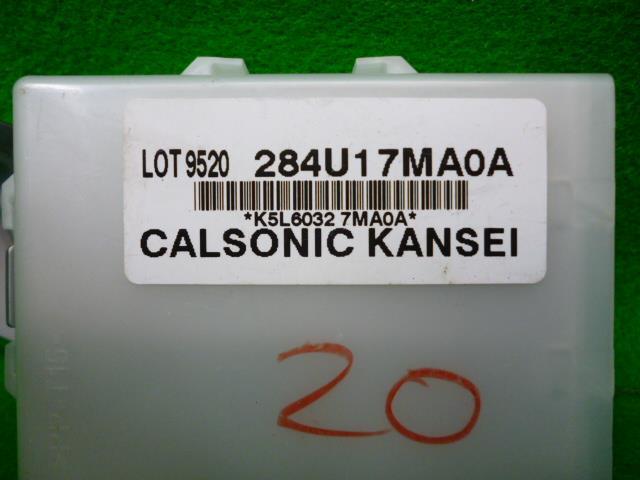 LOT 9520 284U17MA0A
*K5L6032 7MA0A*
CALSONIC KANSEI
20